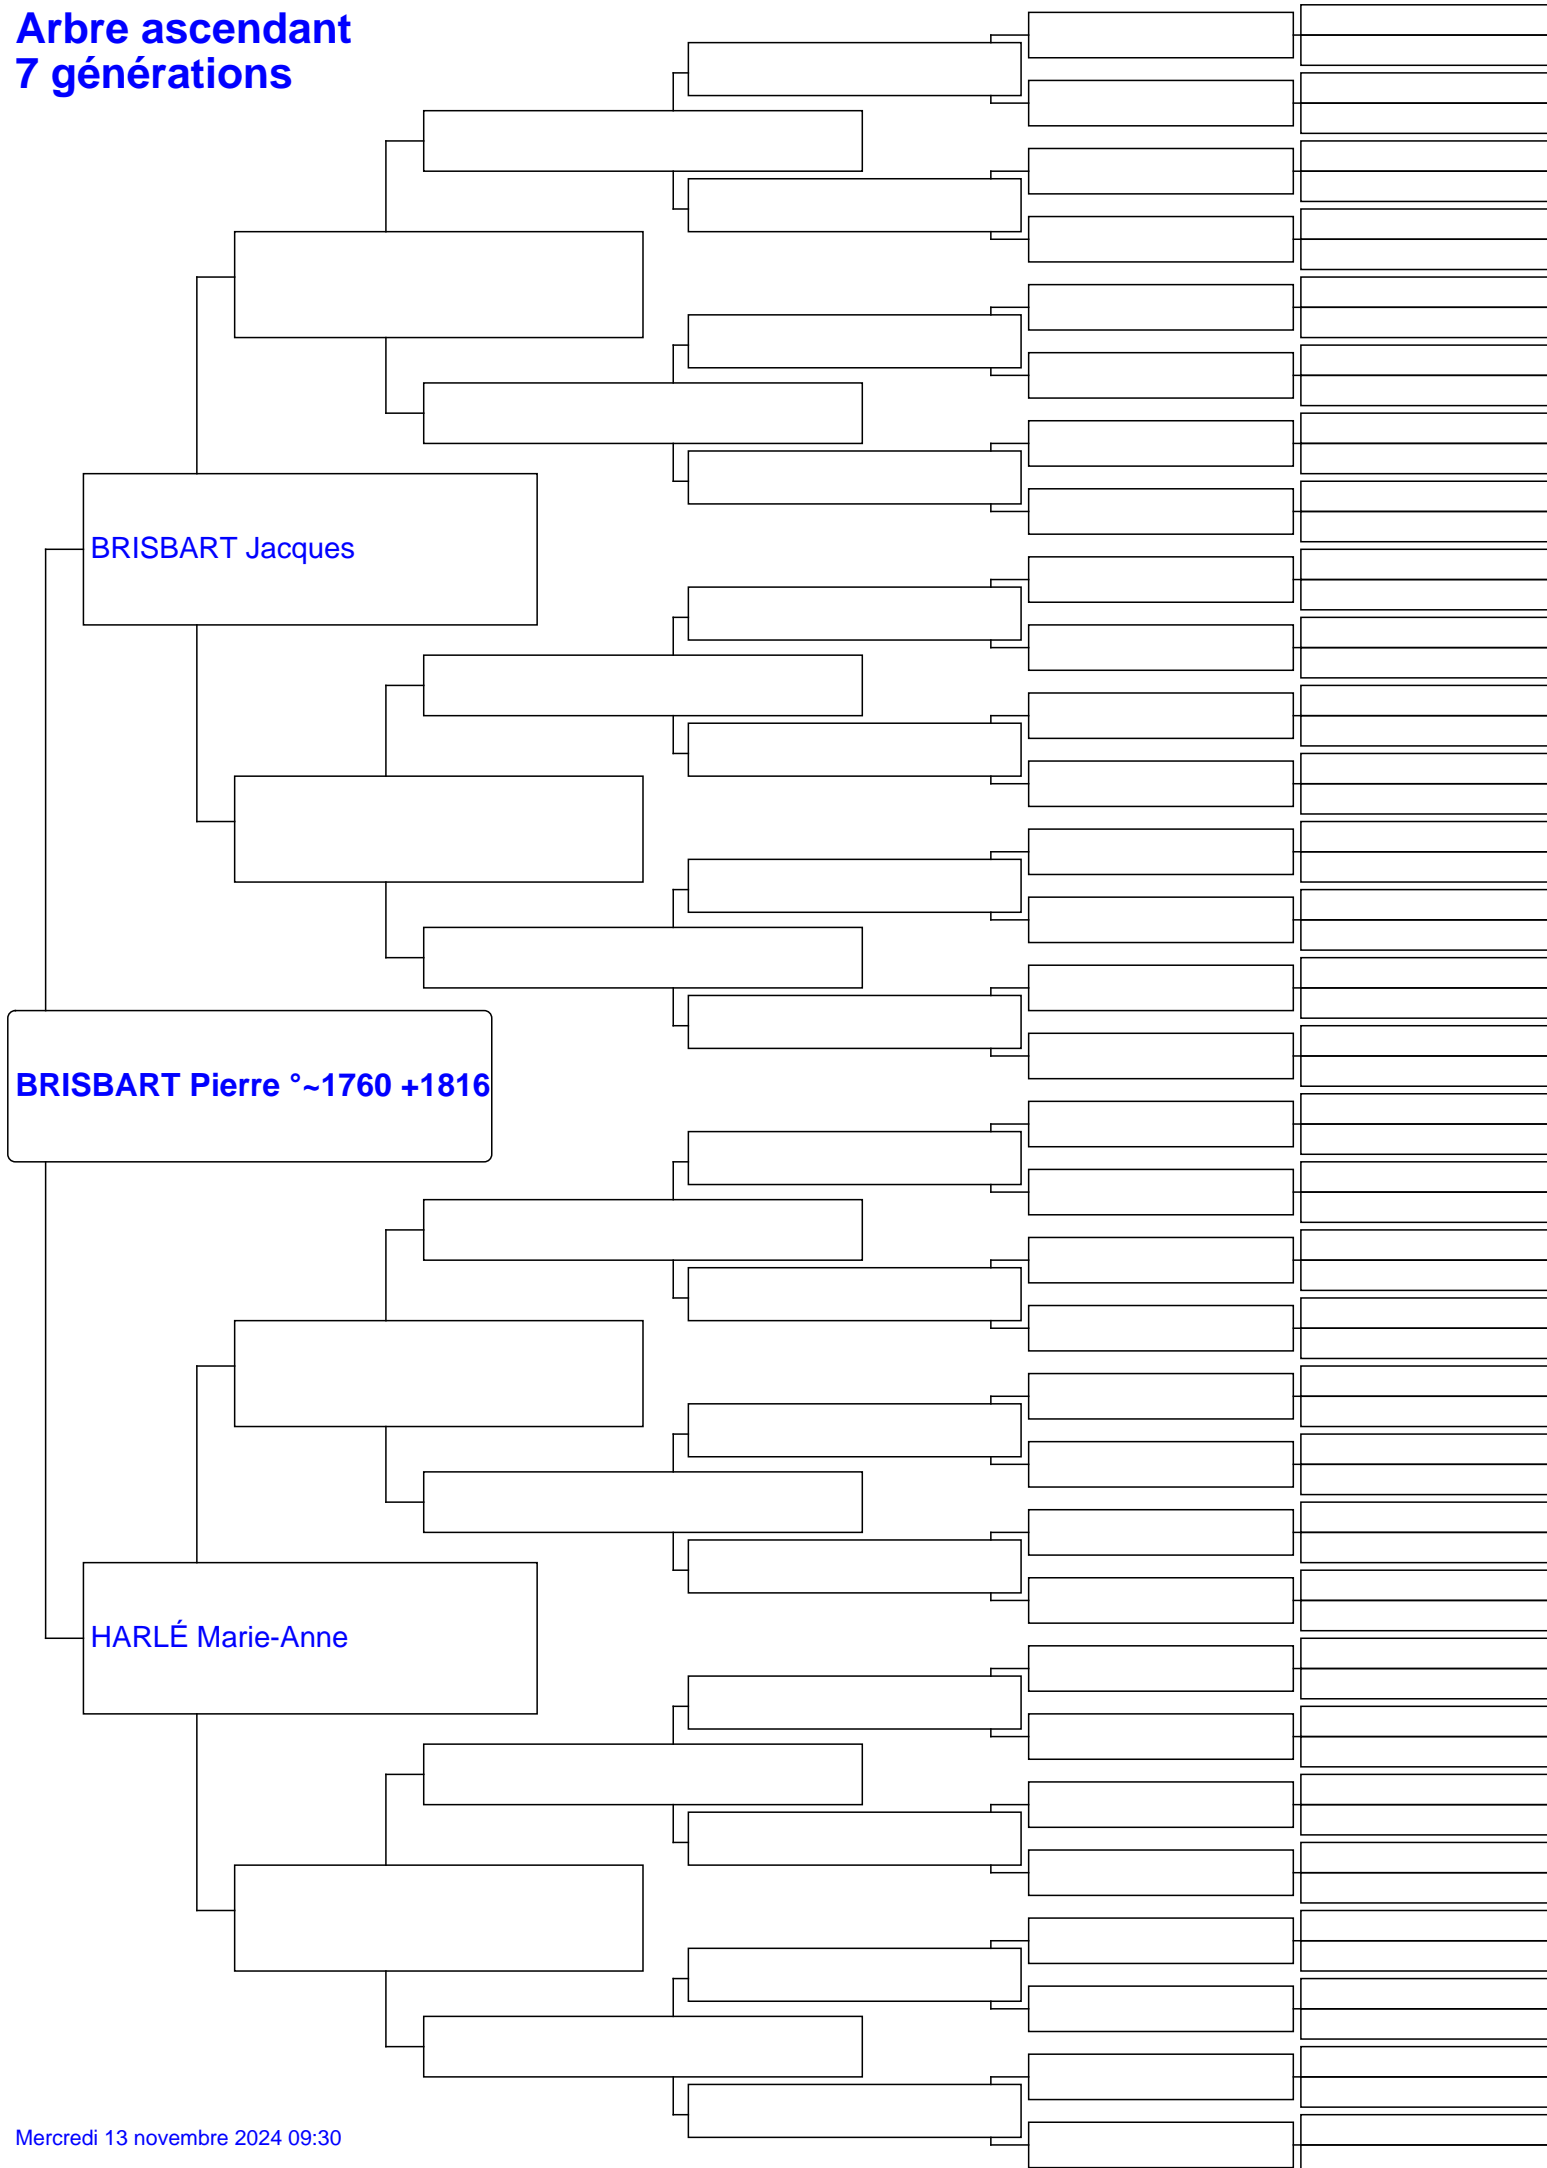 Arbre ascendant
7 générations
BRISBART Jacques
BRISBART Pierre °~1760 +1816
HARLÉ Marie-Anne
Mercredi 13 novembre 2024 09:30